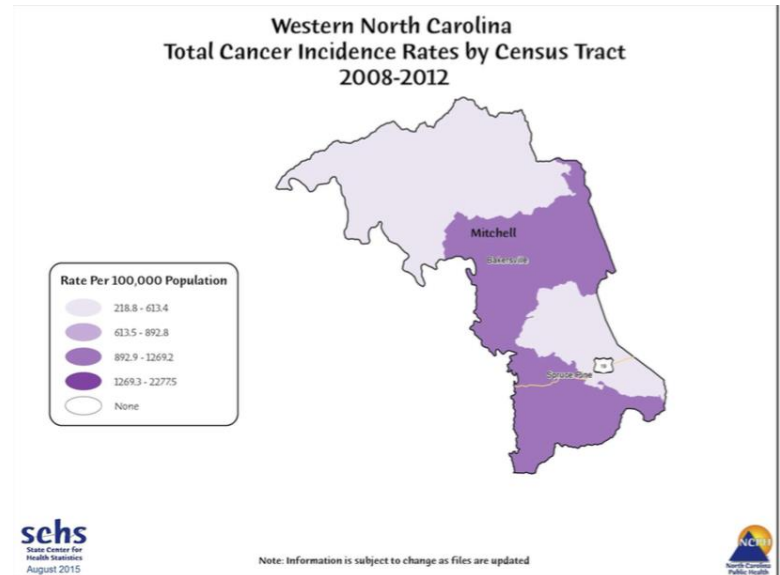 Western North Carolina
Total Cancer Incidence Rates by Census Tract
2008-2012
Mitchell
Bakersville
Rate Per 100,000 Population
218.8 - 613.4
613.5 - 892.8
892.9 - 1269.2
1269.3 - 2277.5
None
Spruce Pine
19
schs
State Center for
Health Statistics
August 2015
Note: Information is subject to change as files are updated
NCPH
North Carolina
Public Health